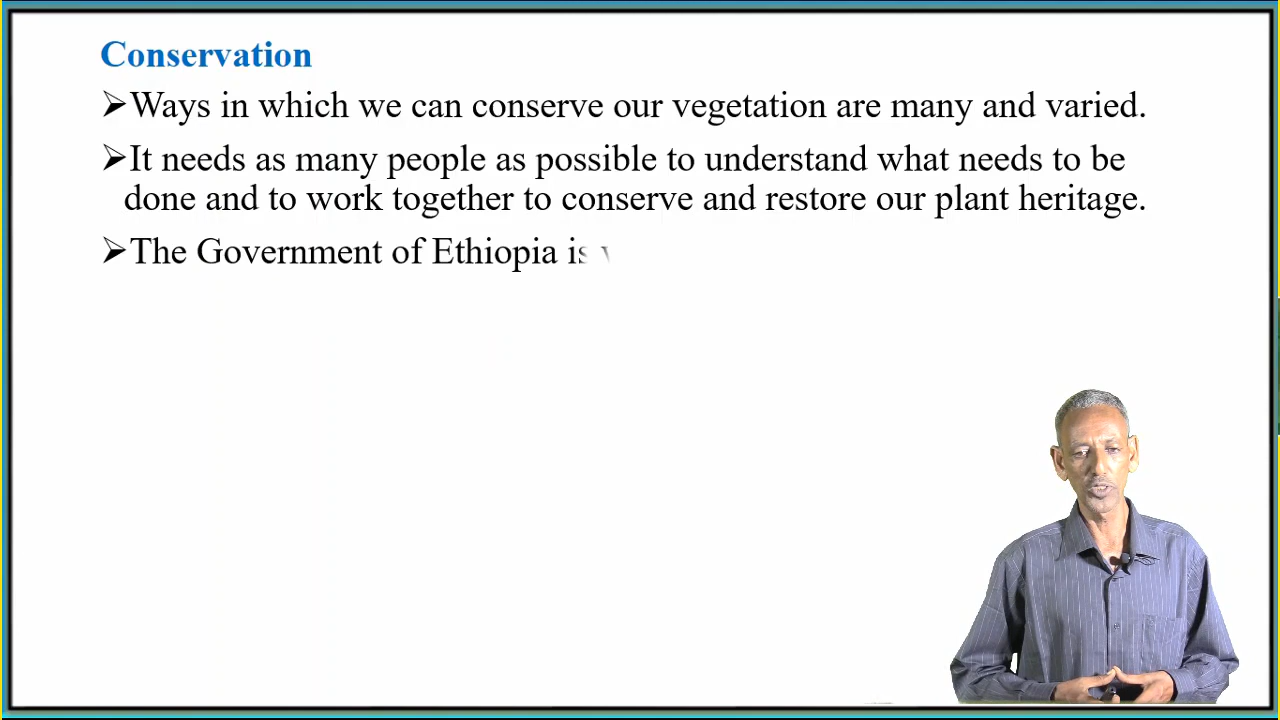 Conservation
➢Ways in which we can conserve our vegetation are many and varied.
➢It needs as many people as possible to understand what needs to be
done and to work together to conserve and restore our plant heritage.
➢The Government of Ethiopia is